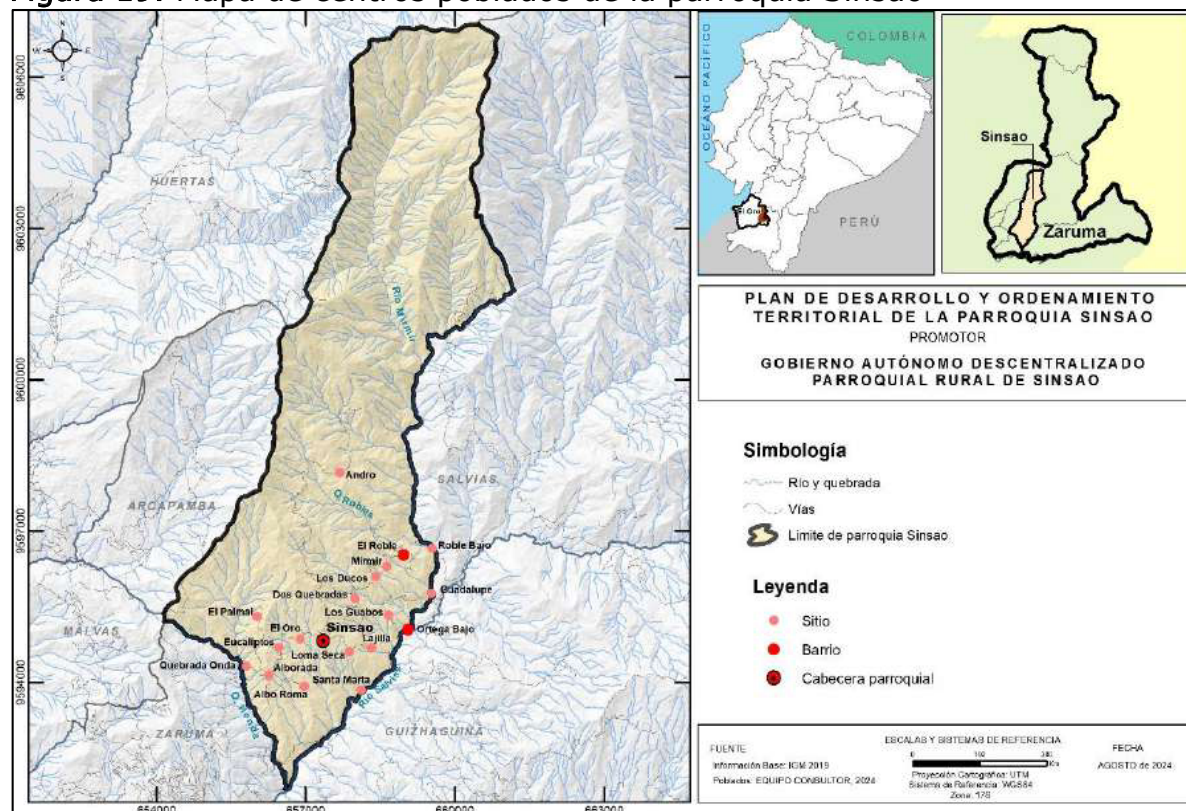 Figura 19. Mapa de centros poblados de la parroquia Sinsao
N
W
E
S
9606000
9603000
9600000
9597000
9594000
654000
657000
660000
663000
HUERTAS
ARCAPAMBA
MALVAS
ZARUMA
SALVIAS
GUIZHAGUIÑA
Río Mirmir
Q. Robles
Río Salvias
Andro
El Roble
Roble Bajo
Mirmir
Los Ducos
Guadalupe
Dos Quebradas
Los Guabos
El Palmal
El Oro
Sinsao
Ortega Bajo
Eucaliptos
Lajilla
Loma Seca
Quebrada Onda
Alborada
Santa Marta
Albo Roma
OCÉANO PACÍFICO
COLOMBIA
El Oro
PERÚ
Sinsao
Zaruma
PLAN DE DESARROLLO Y ORDENAMIENTO
TERRITORIAL DE LA PARROQUIA SINSAO
PROMOTOR
GOBIERNO AUTÓNOMO DESCENTRALIZADO
PARROQUIAL RURAL DE SINSAO
Simbología
Río y quebrada
Vías
Límite de parroquia Sinsao
Leyenda
Sitio
Barrio
Cabecera parroquial
FUENTE
Información Base: IGM 2019
Poblados: EQUIPO CONSULTOR, 2024
ESCALAS Y SISTEMAS DE REFERENCIA
0
Km
Proyección Cartográfica: UTM
Sistema de Referencia: WGS84
Zona: 17S
FECHA
AGOSTO de 2024